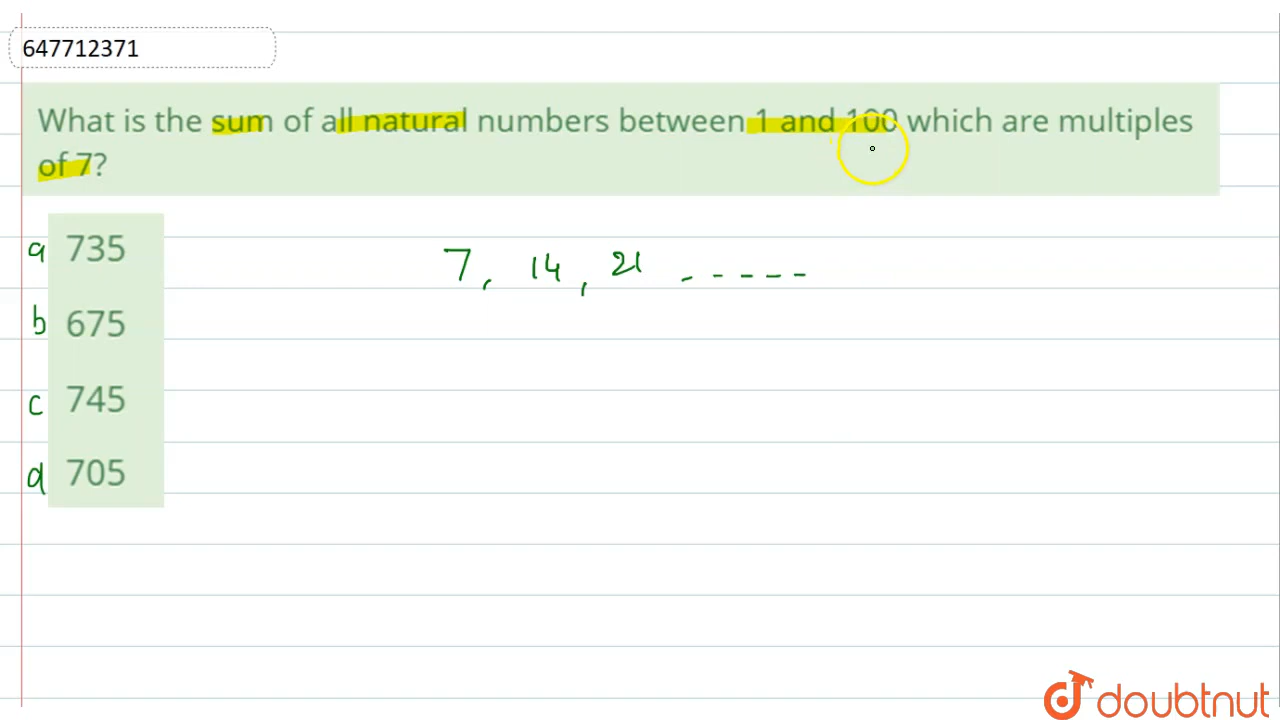 647712371
What is the sum of all natural numbers between 1 and 100 which are multiples
of 7?
a 735
7, 14, 21, - - - - -
b 675
c 745
d 705
doubtnut